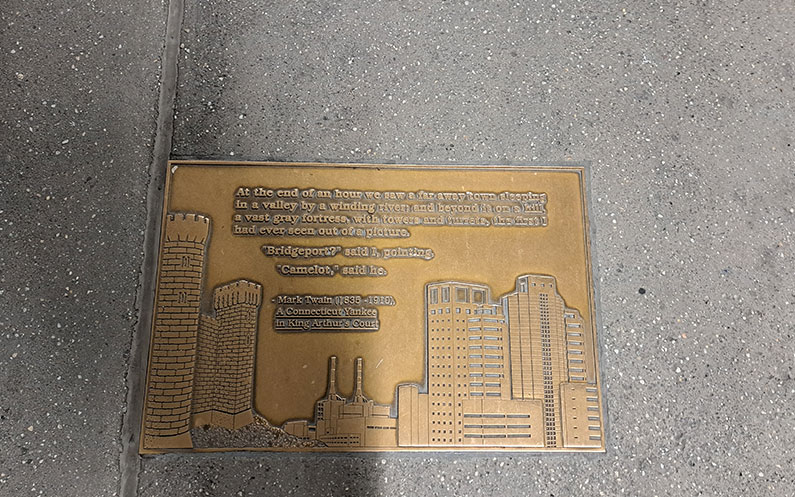 At the end of an hour we saw a far away town sleeping
in a valley by a winding river; and beyond it on a hill,
a vast gray fortress, with towers and turrets, the first I
had ever seen out of a picture.
"Bridgeport?" said I, pointing.
"Camelot," said he.
- Mark Twain (1835 -1910),
A Connecticut Yankee
in King Arthur's Court